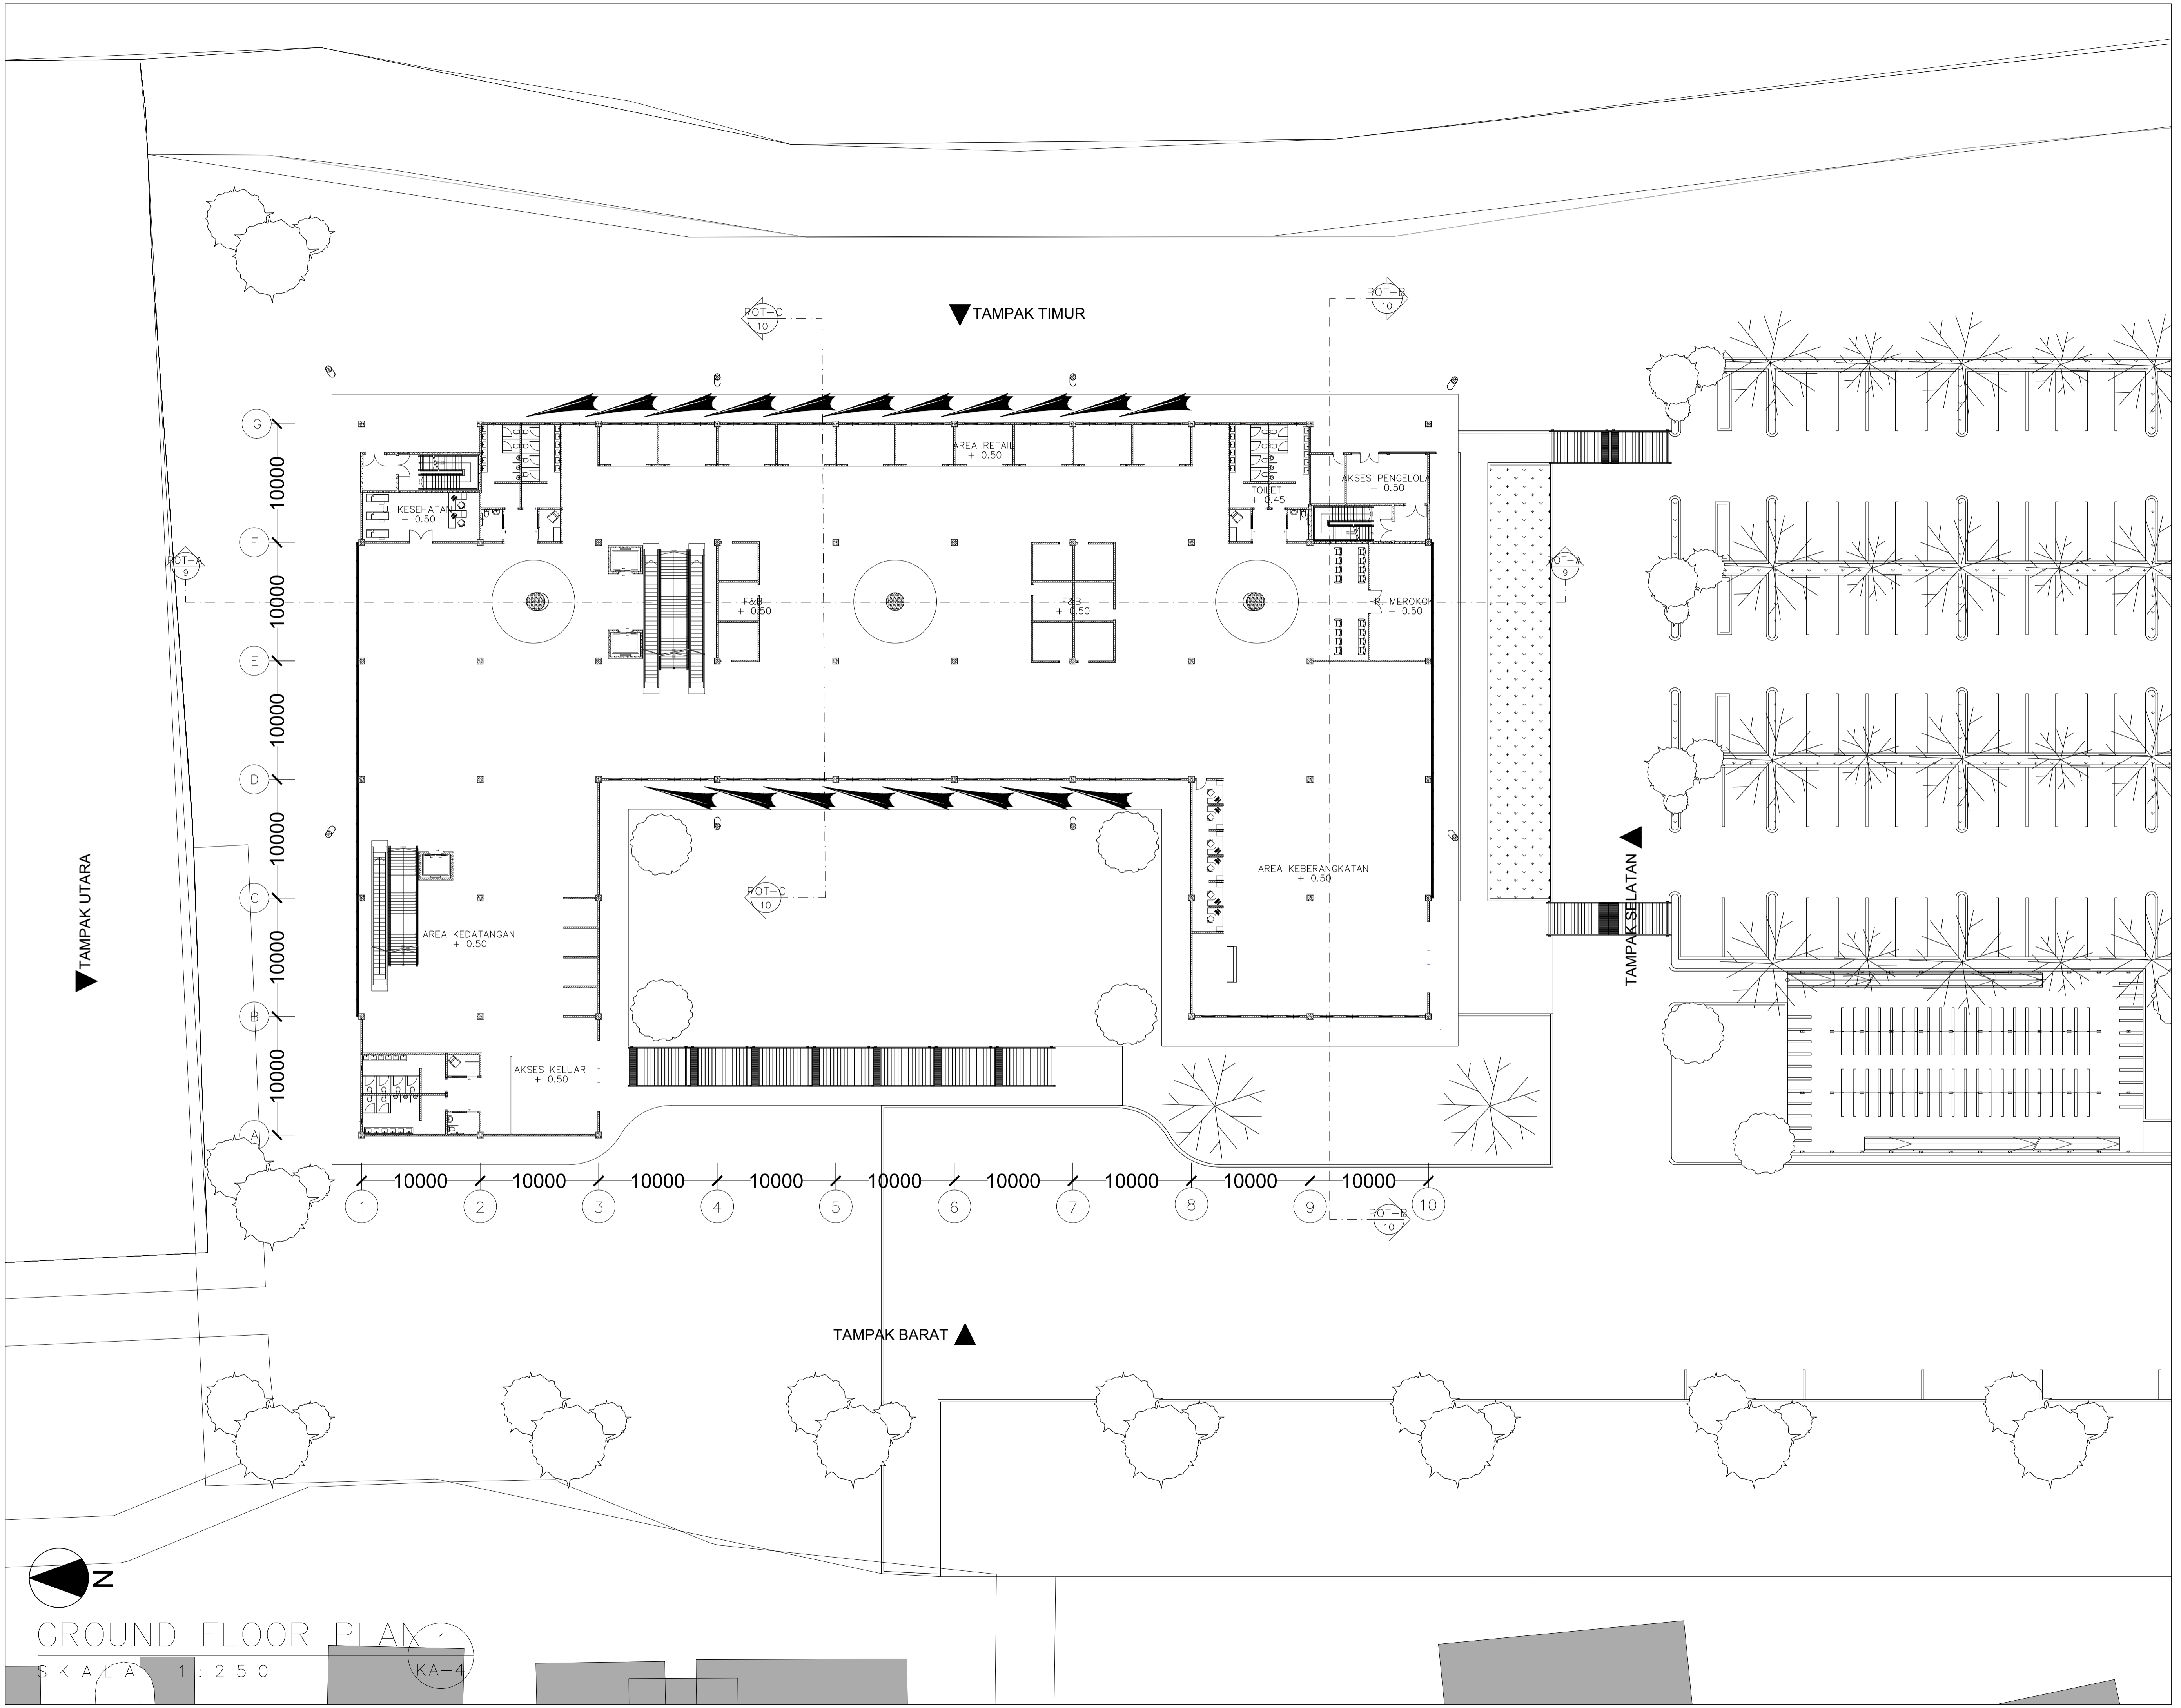 POT-B
10
POT-C
10
TAMPAK TIMUR
G
10000
AREA RETAIL
+ 0.50
AKSES PENGELOLA
+ 0.50
TOILET
+ 0.45
KESEHATAN
+ 0.50
F
POT-A
9
POT-A
9
10000
F&B
+ 0.50
F&B
+ 0.50
R. MEROKOK
+ 0.50
E
10000
D
10000
TAMPAK UTARA
TAMPAK SELATAN
AREA KEBERANGKATAN
+ 0.50
POT-C
10
C
AREA KEDATANGAN
+ 0.50
10000
B
10000
AKSES KELUAR
+ 0.50
A
10000
10000
10000
10000
10000
10000
10000
10000
10000
1
2
3
4
5
6
7
8
9
10
POT-B
10
TAMPAK BARAT
N
GROUND FLOOR PLAN
1
SKALA 1:250
KA-4